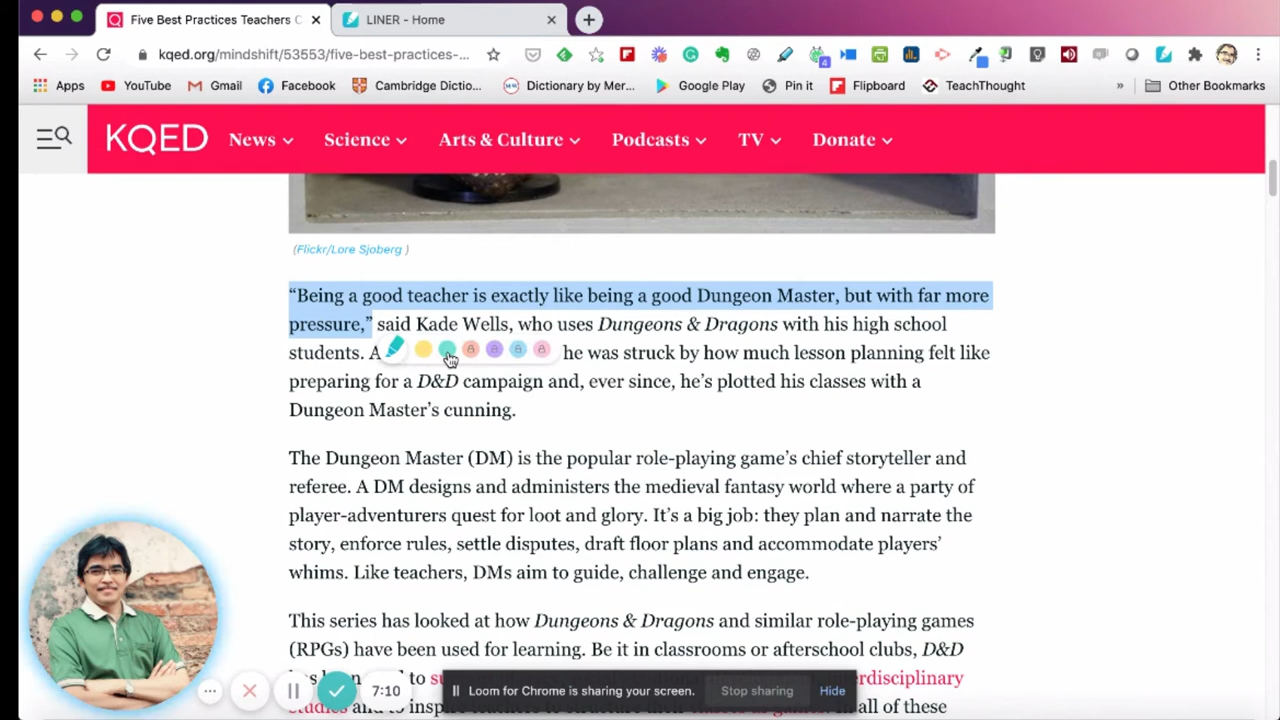 Five Best Practices Teachers C
LINER - Home
kqed.org/mindshift/53553/five-best-practices-...
4
Apps
YouTube
Gmail
Facebook
Cambridge Dictio...
Dictionary by Mer...
Google Play
Pin it
Flipboard
TeachThought
»
Other Bookmarks
KQED
News
Science
Arts & Culture
Podcasts
TV
Donate
(Flickr/Lore Sjoberg )
“Being a good teacher is exactly like being a good Dungeon Master, but with far more
pressure,” said Kade Wells, who uses Dungeons & Dragons with his high school
students. A he was struck by how much lesson planning felt like
preparing for a D&D campaign and, ever since, he’s plotted his classes with a
Dungeon Master’s cunning.
The Dungeon Master (DM) is the popular role-playing game’s chief storyteller and
referee. A DM designs and administers the medieval fantasy world where a party of
player-adventurers quest for loot and glory. It’s a big job: they plan and narrate the
story, enforce rules, settle disputes, draft floor plans and accommodate players’
whims. Like teachers, DMs aim to guide, challenge and engage.
This series has looked at how Dungeons & Dragons and similar role-playing games
(RPGs) have been used for learning. Be it in classrooms or afterschool clubs, D&D
to
erdisciplinary
7:10
Loom for Chrome is sharing your screen.
Stop sharing
Hide
and to inspire all of these